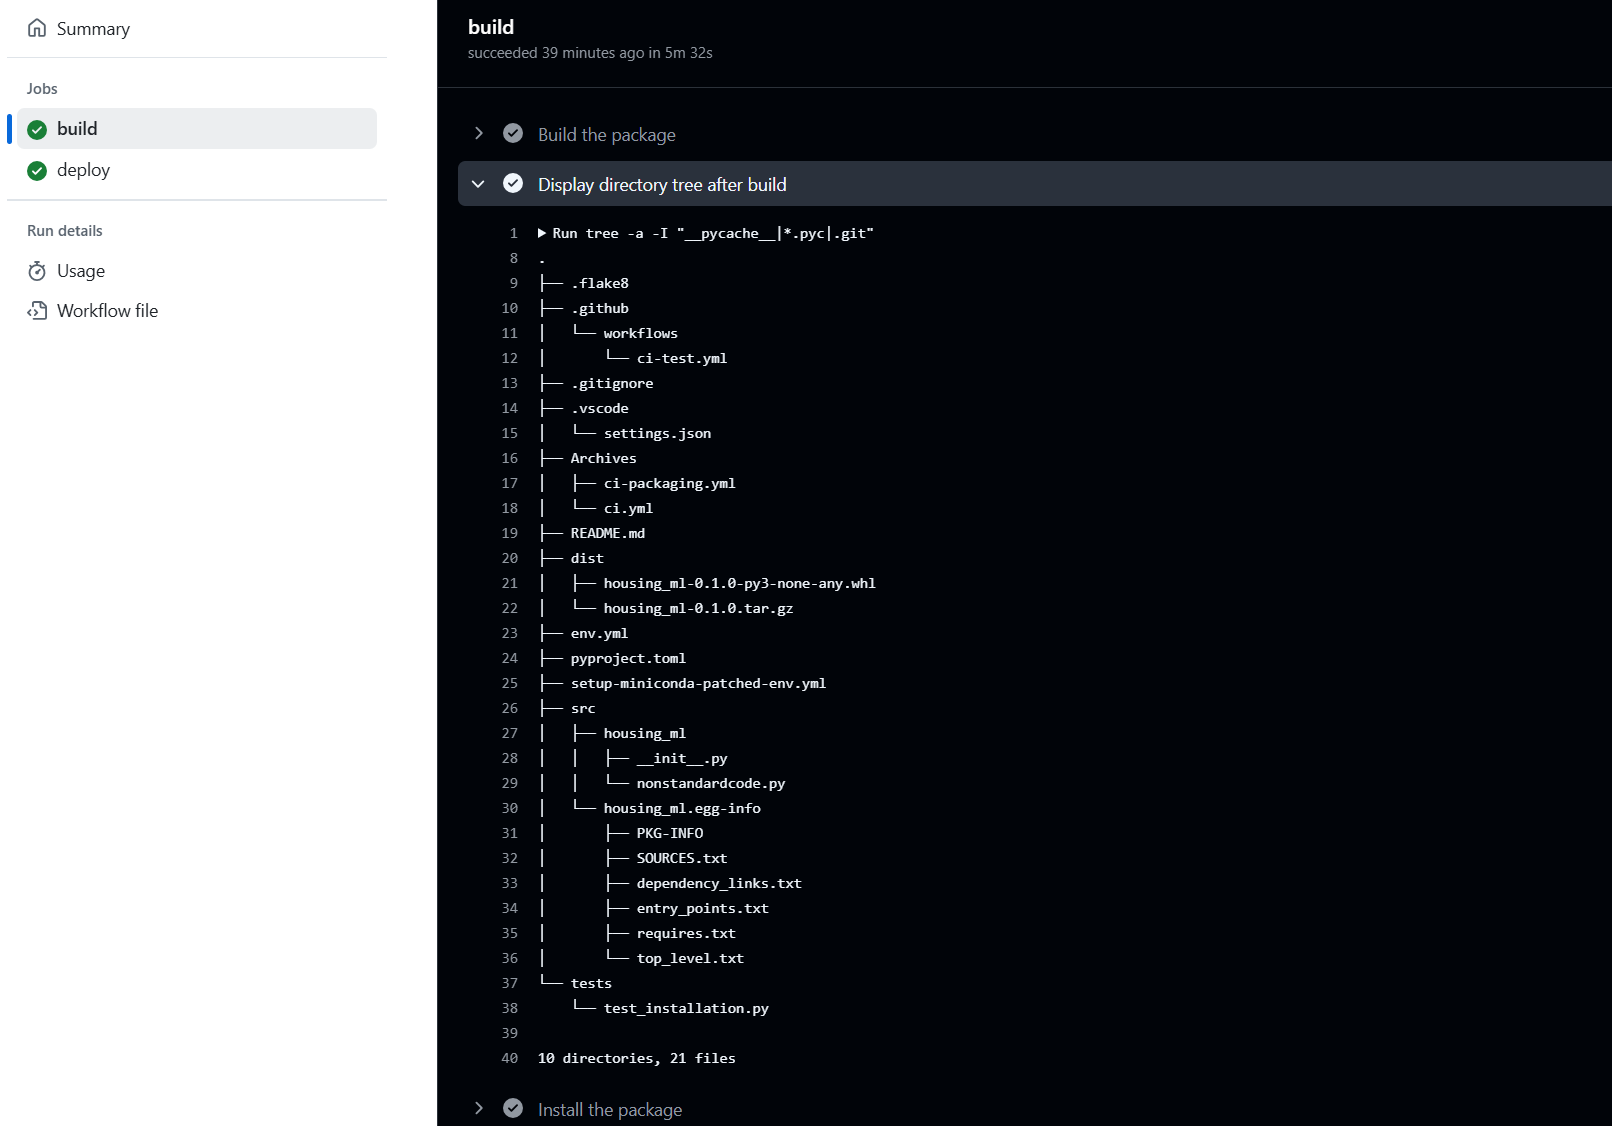 Summary
Jobs
build
deploy
Run details
Usage
Workflow file
build
succeeded 39 minutes ago in 5m 32s
Build the package
Display directory tree after build
1 Run tree -a -I "__pycache__|*.pyc|.git"
8 .
9 ├── .flake8
10 ├── .github
11 │   └── workflows
12 │       └── ci-test.yml
13 ├── .gitignore
14 ├── .vscode
15 │   └── settings.json
16 ├── Archives
17 │   ├── ci-packaging.yml
18 │   └── ci.yml
19 ├── README.md
20 ├── dist
21 │   ├── housing_ml-0.1.0-py3-none-any.whl
22 │   └── housing_ml-0.1.0.tar.gz
23 ├── env.yml
24 ├── pyproject.toml
25 ├── setup-miniconda-patched-env.yml
26 ├── src
27 │   ├── housing_ml
28 │   │   ├── __init__.py
29 │   │   └── nonstandardcode.py
30 │   └── housing_ml.egg-info
31 │       ├── PKG-INFO
32 │       ├── SOURCES.txt
33 │       ├── dependency_links.txt
34 │       ├── entry_points.txt
35 │       ├── requires.txt
36 │       └── top_level.txt
37 └── tests
38     └── test_installation.py
39
40 10 directories, 21 files
Install the package